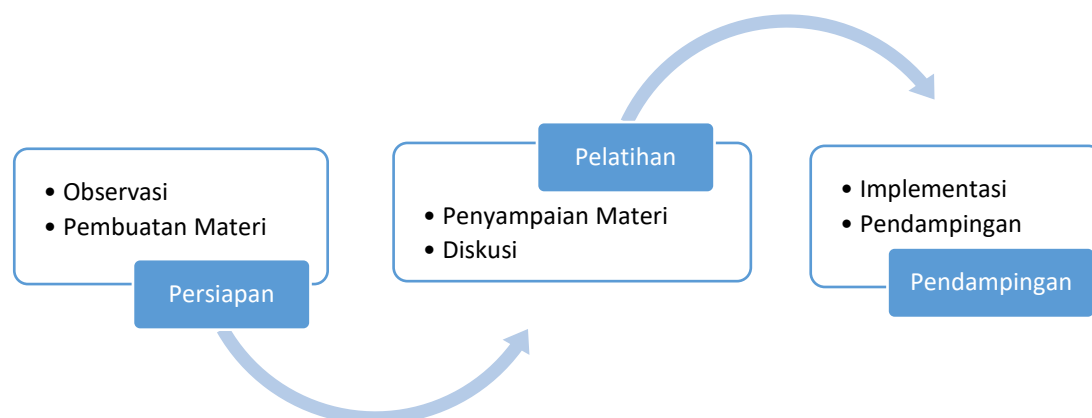 • Observasi
• Pembuatan Materi
Persiapan
Pelatihan
• Penyampaian Materi
• Diskusi
• Implementasi
• Pendampingan
Pendampingan